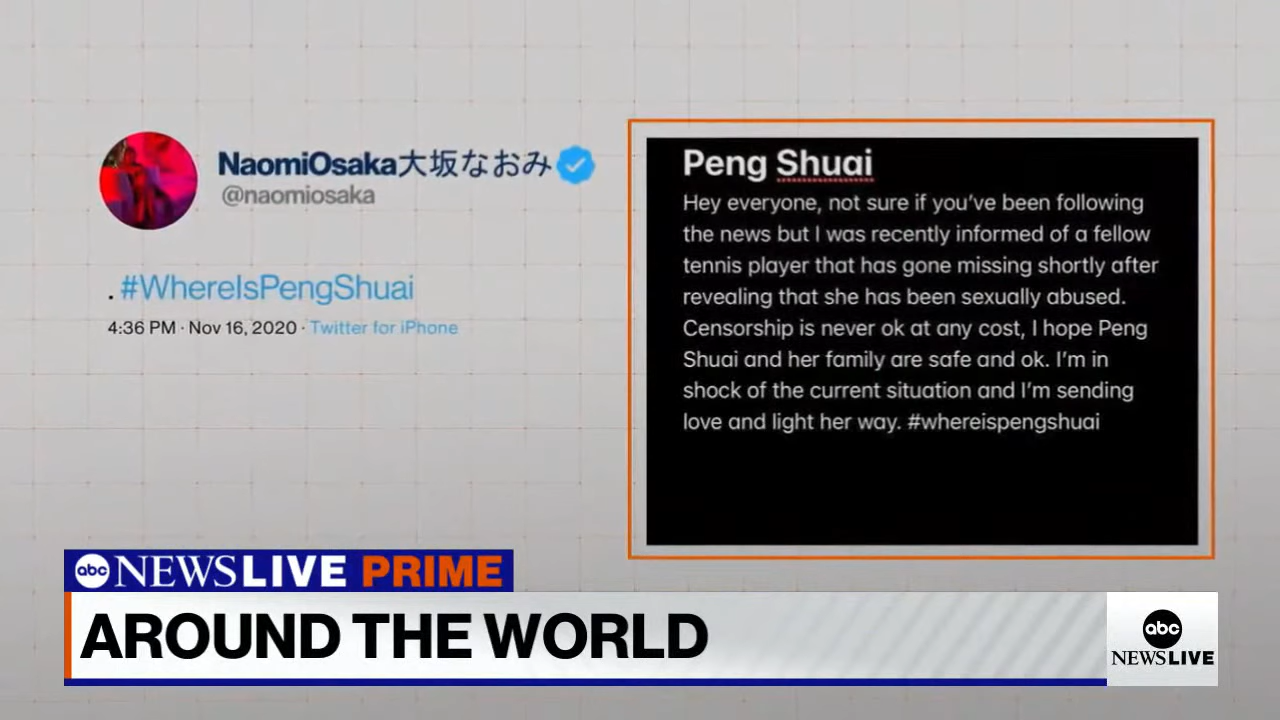 NaomiOsaka大坂なおみ
@naomiosaka
. #WhereIsPengShuai
4:36 PM · Nov 16, 2020 · Twitter for iPhone
Peng Shuai
Hey everyone, not sure if you've been following
the news but I was recently informed of a fellow
tennis player that has gone missing shortly after
revealing that she has been sexually abused.
Censorship is never ok at any cost, I hope Peng
Shuai and her family are safe and ok. I'm in
shock of the current situation and I'm sending
love and light her way. #whereispengshuai
abc NEWS LIVE PRIME
AROUND THE WORLD
abc
NEWS LIVE